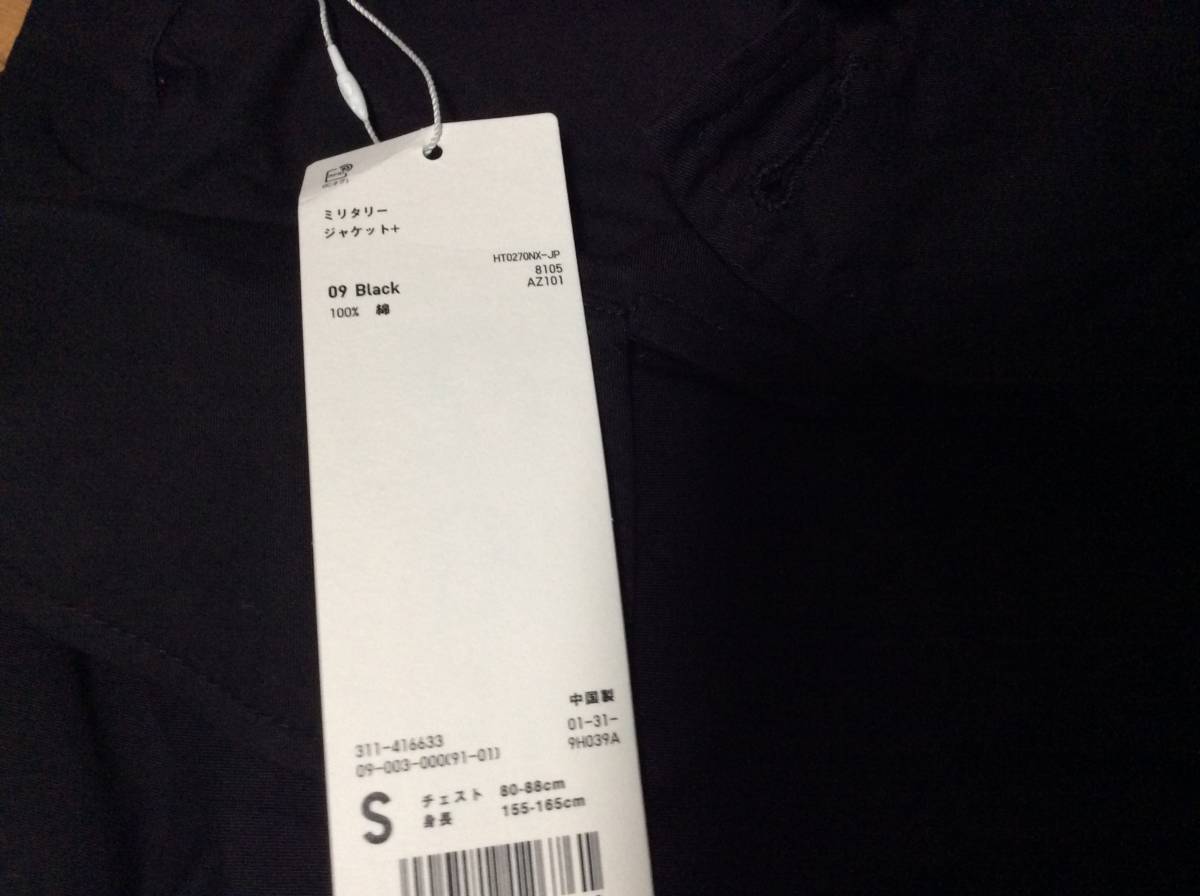 ミリタリー
ジャケット+
HT0270NX-JP
8105
AZ101
09 Black
100% 綿
中国製
01-31-
9H039A
311-416633
09-003-000(91-01)
S
チェスト 80-88cm
身長 155-165cm